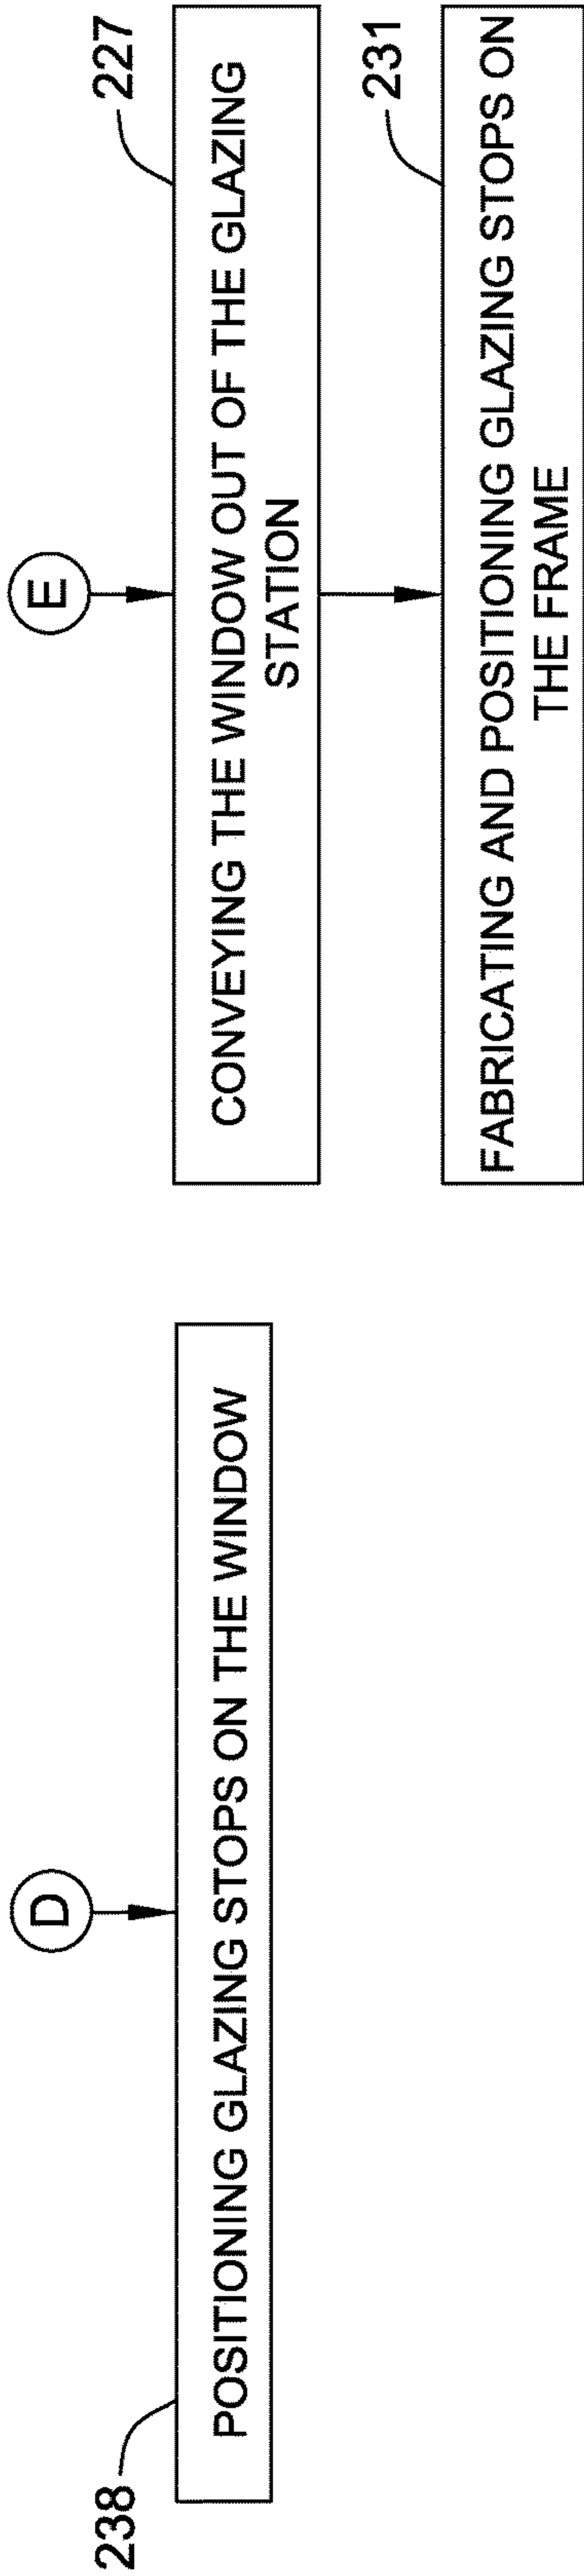 D
238
POSITIONING GLAZING STOPS ON THE WINDOW
E
227
CONVEYING THE WINDOW OUT OF THE GLAZING
STATION
231
FABRICATING AND POSITIONING GLAZING STOPS ON
THE FRAME